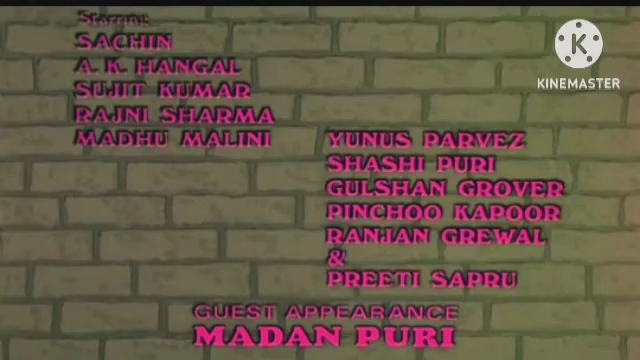 Starring
SACHIN
A. K. HANGAL
SUJIT KUMAR
RAJNI SHARMA
MADHU MALINI
YUNUS PARVEZ
SHASHI PURI
GULSHAN GROVER
PINCHOO KAPOOR
RANJAN GREWAL
&
PREETI SAPRU
GUEST APPEARANCE
MADAN PURI
K
KINEMASTER